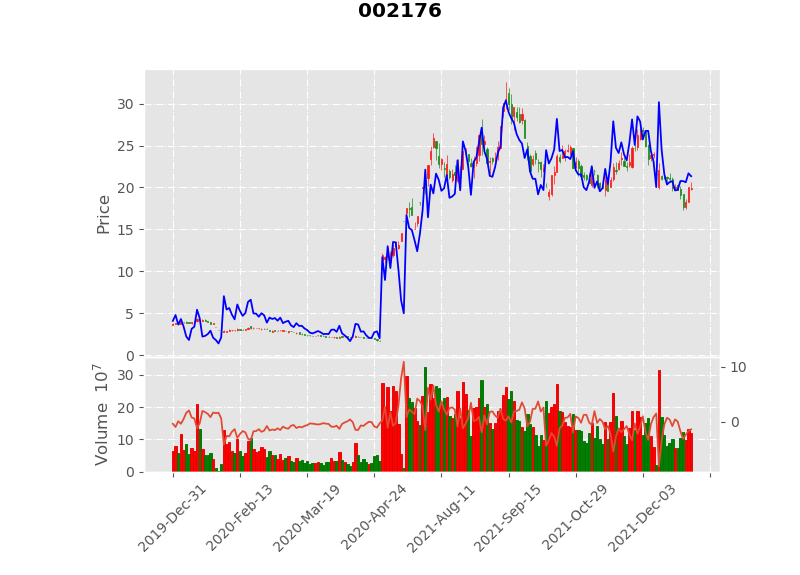 002176
30
25
20
15
10
5
0
Price
30
20
10
0
Volume 10^7
10
0
2019-Dec-31
2020-Feb-13
2020-Mar-19
2020-Apr-24
2021-Aug-11
2021-Sep-15
2021-Oct-29
2021-Dec-03